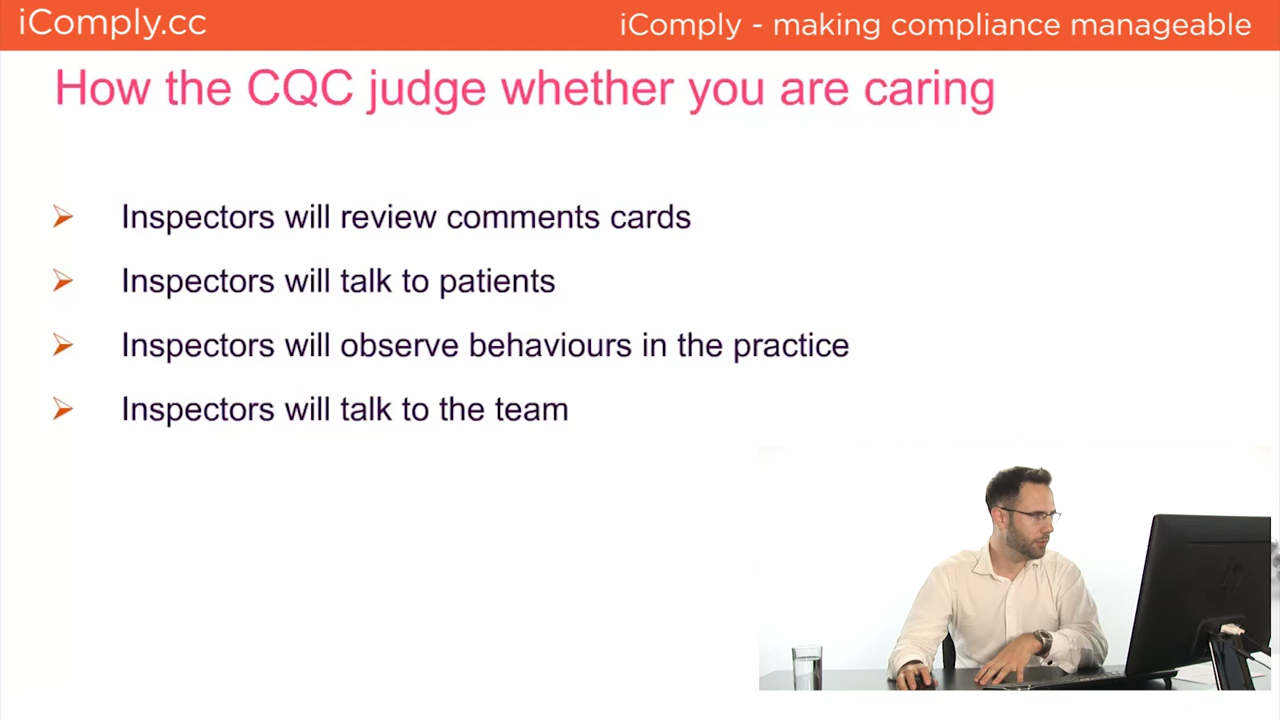 iComply.cc
iComply - making compliance manageable
How the CQC judge whether you are caring
Inspectors will review comments cards
Inspectors will talk to patients
Inspectors will observe behaviours in the practice
Inspectors will talk to the team